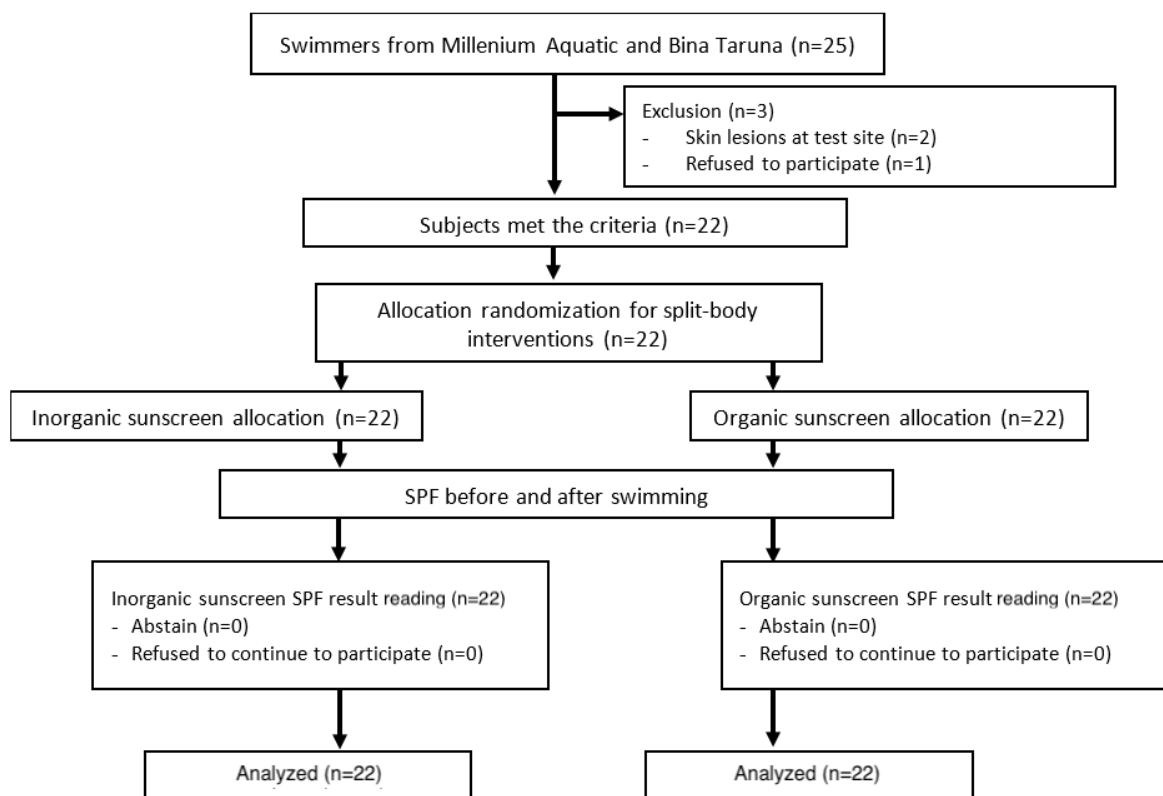 Swimmers from Millenium Aquatic and Bina Taruna (n=25)
Exclusion (n=3)
- Skin lesions at test site (n=2)
- Refused to participate (n=1)
Subjects met the criteria (n=22)
Allocation randomization for split-body
interventions (n=22)
Inorganic sunscreen allocation (n=22)
Organic sunscreen allocation (n=22)
SPF before and after swimming
Inorganic sunscreen SPF result reading (n=22)
- Abstain (n=0)
- Refused to continue to participate (n=0)
Organic sunscreen SPF result reading (n=22)
- Abstain (n=0)
- Refused to continue to participate (n=0)
Analyzed (n=22)
Analyzed (n=22)